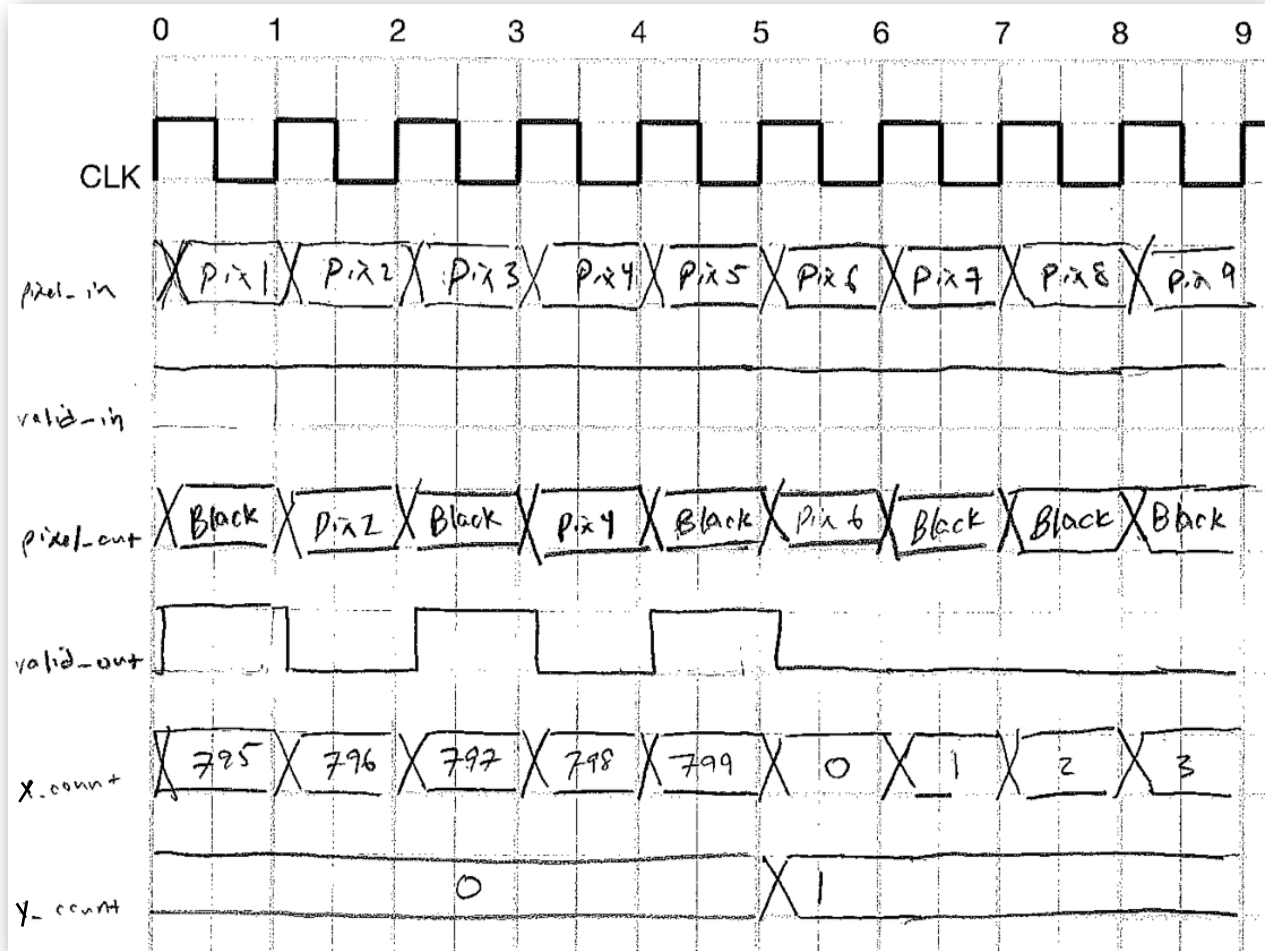 0 1 2 3 4 5 6 7 8 9
CLK
pixel_in Pix1 Pix2 Pix3 Pix4 Pix5 Pix6 Pix7 Pix8 Pix9
valid_in
pixel_out Black Pix2 Black Pix4 Black Pix6 Black Black Black
valid_out
X_count 795 796 797 798 799 0 1 2 3
Y_count 0 1